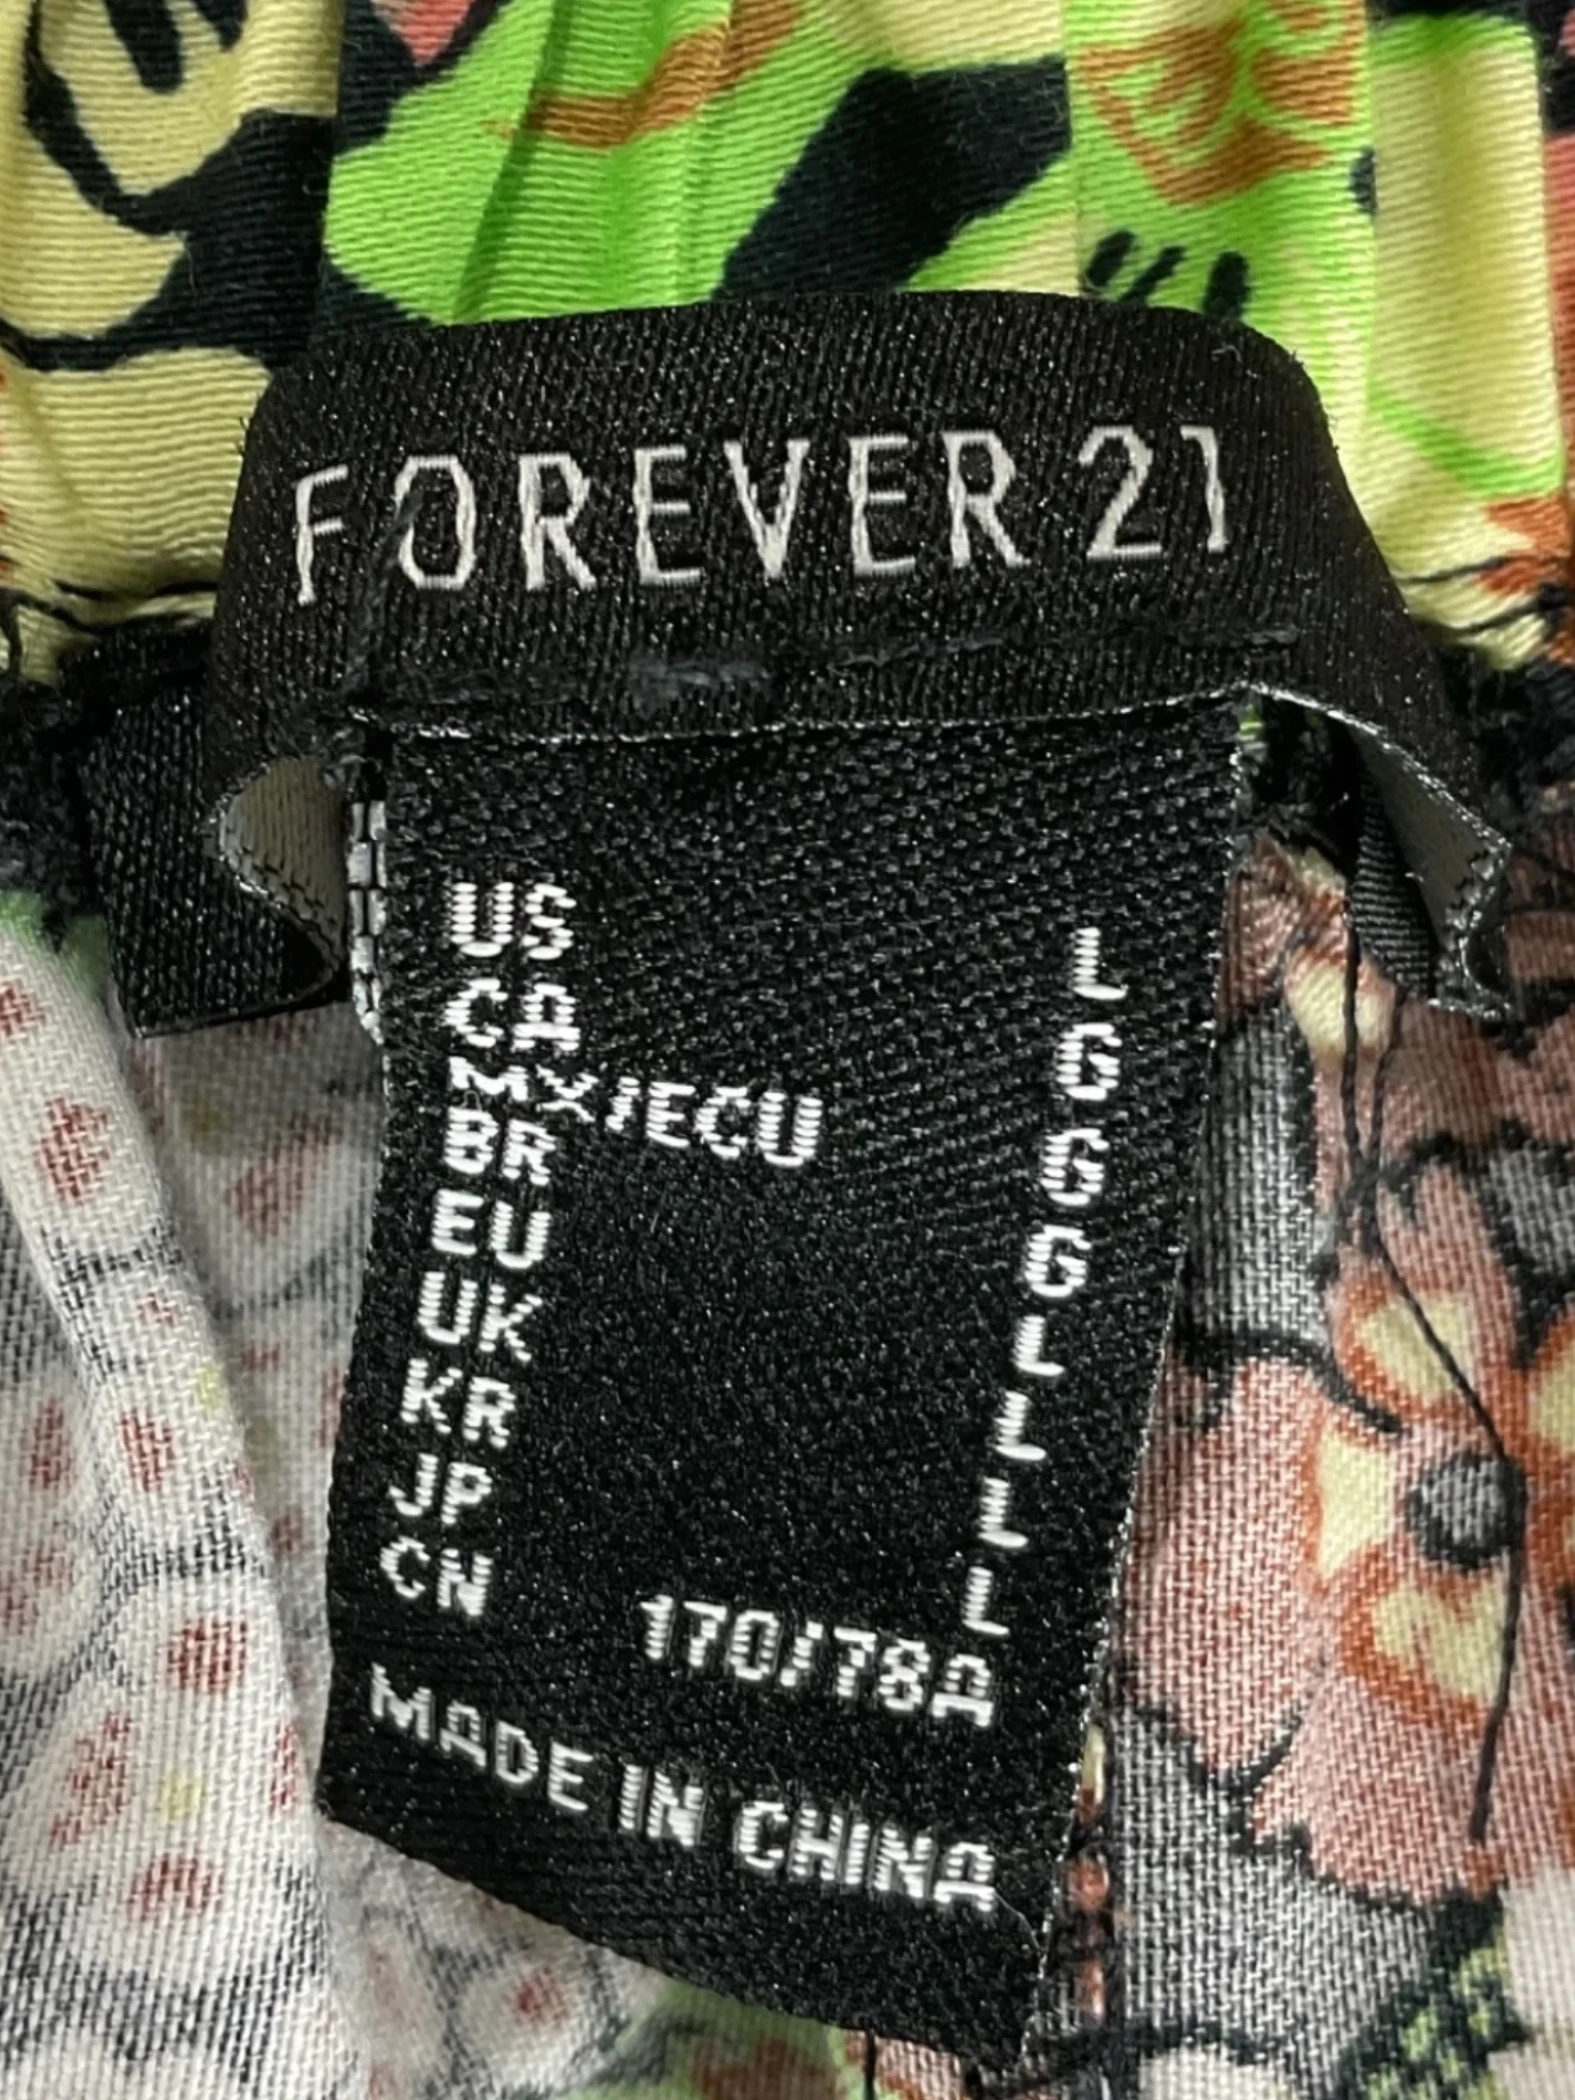 FOREVER 21
US L
CA G
MX/ECU G
BR G
EU L
UK L
KR L
JP L
CN 170/78A
MADE IN CHINA